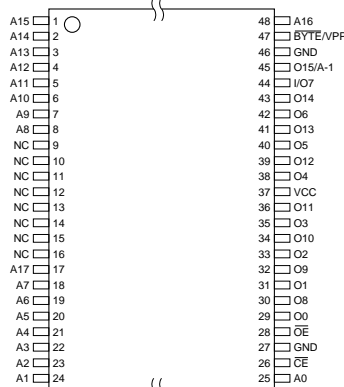 A15 1 48 A16
A14 2 47 BYTE/VPP
A13 3 46 GND
A12 4 45 O15/A-1
A11 5 44 I/O7
A10 6 43 O14
A9 7 42 O6
A8 8 41 O13
NC 9 40 O5
NC 10 39 O12
NC 11 38 O4
NC 12 37 VCC
NC 13 36 O11
NC 14 35 O3
NC 15 34 O10
NC 16 33 O2
A17 17 32 O9
A7 18 31 O1
A6 19 30 O8
A5 20 29 O0
A4 21 28 OE
A3 22 27 GND
A2 23 26 CE
A1 24 25 A0